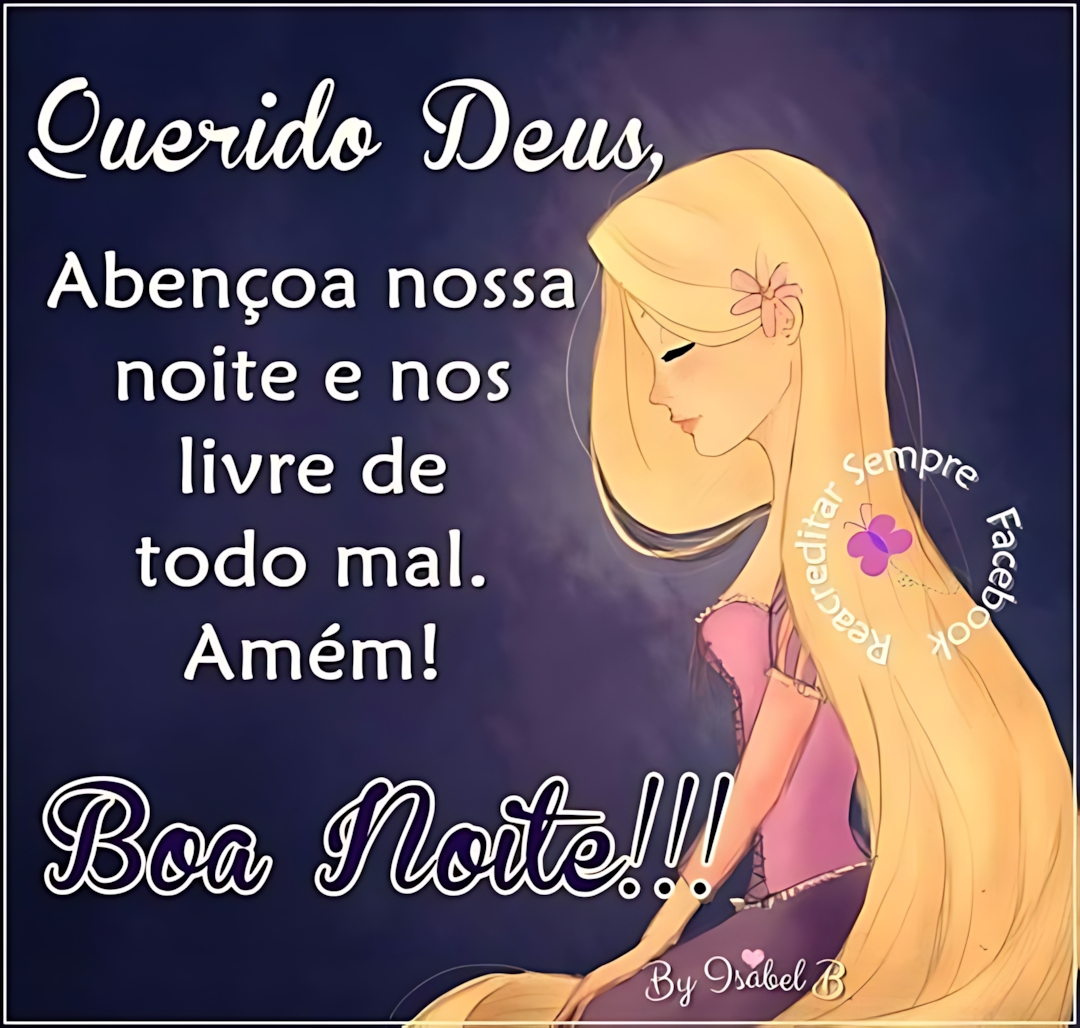 Querido Deus,
Abençoa nossa
noite e nos
livre de
todo mal.
Amém!
Boa Noite!!!
Reacreditar Sempre Facebook
By Isabel B